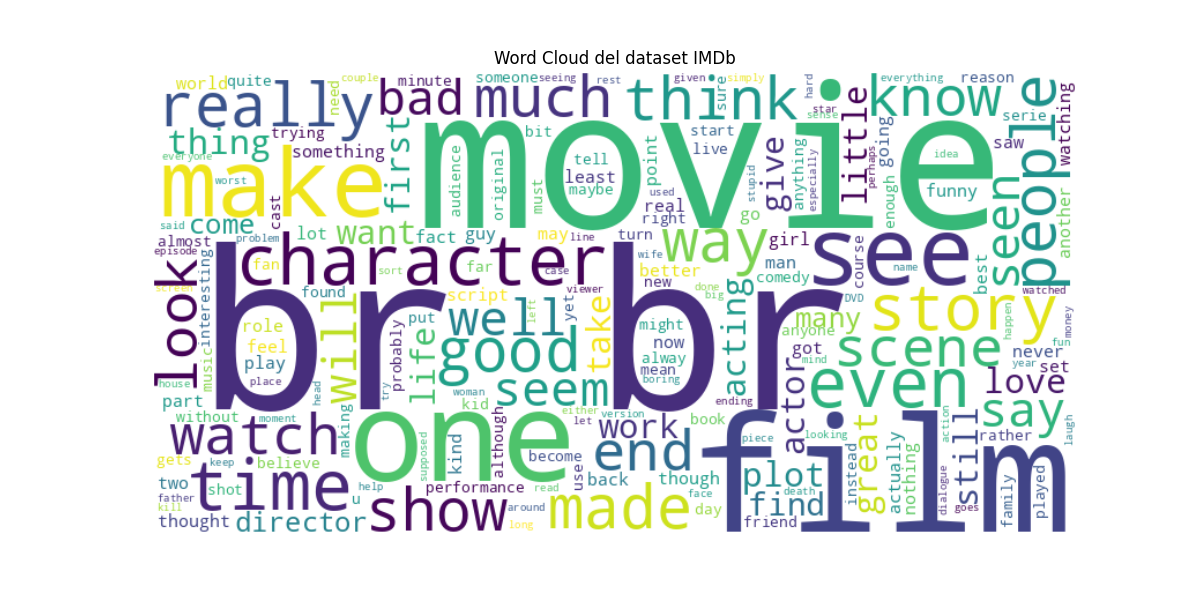 Word Cloud del dataset IMDb
world quite need couple minute someone seeing rest given simply sure hard everything reason
really bad much think know people
thing trying something first bit start star sense little serie watching
everyone worst make audience original movie tell least maybe point live give anything especially perhaps enough going idea saw funny
must used real right stupid go
said come cast want fact guy may line turn way girl course see seen best another
almost episode problem lot character fan sort far case wife better new man comedy name watched
look screen interesting found script viewer yet done big DVD many story happen money
br br
role feel play place will probably put life well good left take might now alway mean boring acting anyone got mind scene never year fun set
house music head try woman seem ending actor even love
part without moment making kid although either let version work book great say laugh
watch one kind become end piece looking still action rather
gets keep believe supposed use back though plot instead actually nothing film
two father kill shot time u help performance read face death find dialogue goes family played
thought director show around long made day friend